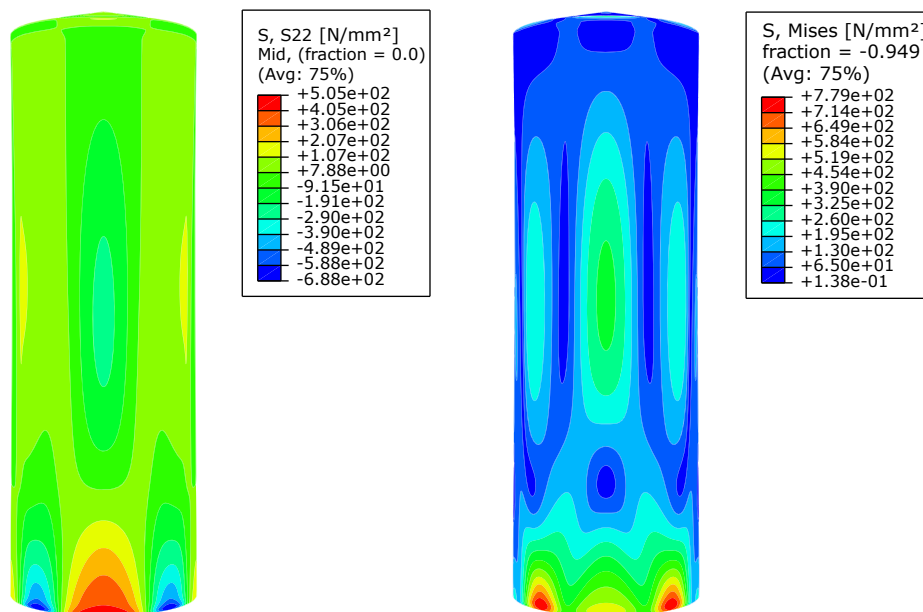 S, S22 [N/mm²]
Mid, (fraction = 0.0)
(Avg: 75%)
+5.05e+02
+4.05e+02
+3.06e+02
+2.07e+02
+1.07e+02
+7.88e+00
-9.15e+01
-1.91e+02
-2.90e+02
-3.90e+02
-4.89e+02
-5.88e+02
-6.88e+02
S, Mises [N/mm²]
fraction = -0.949
(Avg: 75%)
+7.79e+02
+7.14e+02
+6.49e+02
+5.84e+02
+5.19e+02
+4.54e+02
+3.90e+02
+3.25e+02
+2.60e+02
+1.95e+02
+1.30e+02
+6.50e+01
+1.38e-01